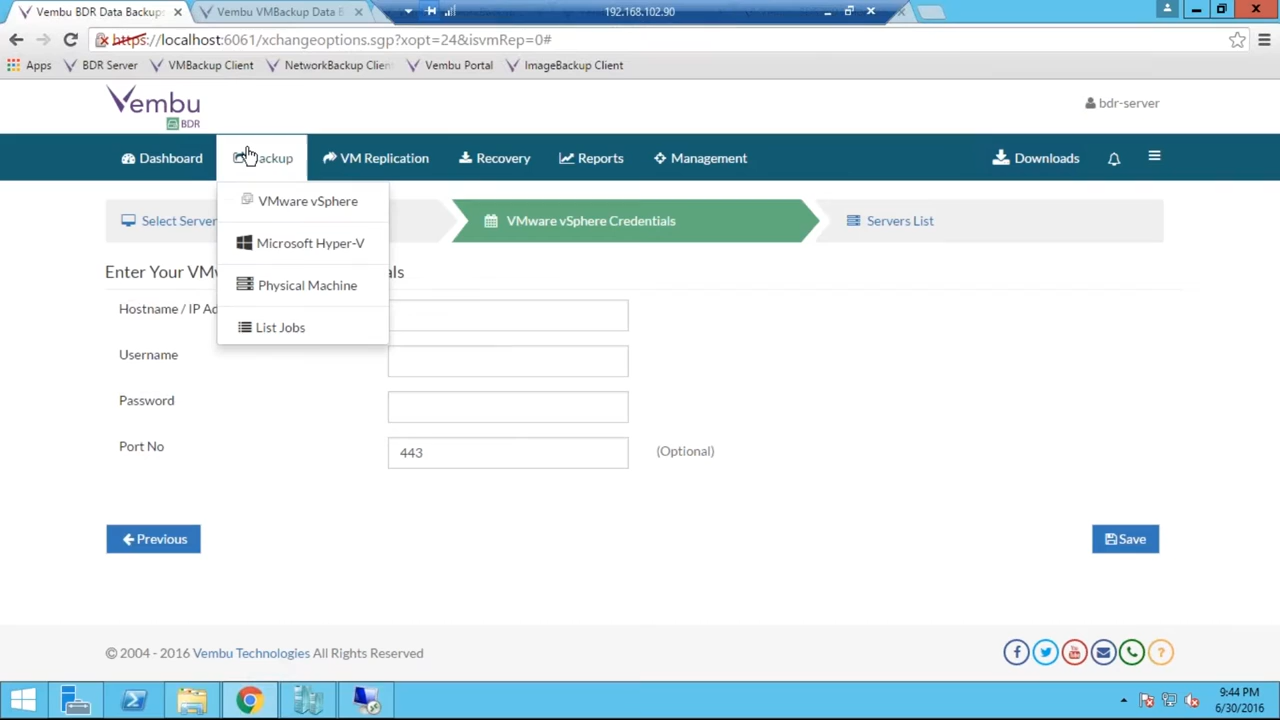 Vembu BDR Data Backup
Vembu VMBackup Data B
192.168.102.90
https://localhost:6061/xchangeoptions.sgp?xopt=24&isvmRep=0#
Apps
BDR Server
VMBackup Client
NetworkBackup Clien
Vembu Portal
ImageBackup Client
Vembu
BDR
bdr-server
Dashboard
Backup
VM Replication
Recovery
Reports
Management
Downloads
VMware vSphere
Microsoft Hyper-V
Physical Machine
List Jobs
Select Server
VMware vSphere Credentials
Servers List
Enter Your VMw als
Hostname / IP Ad
Username
Password
Port No
443
(Optional)
Previous
Save
© 2004 - 2016 Vembu Technologies All Rights Reserved
You
Tube
?
9:44 PM
6/30/2016